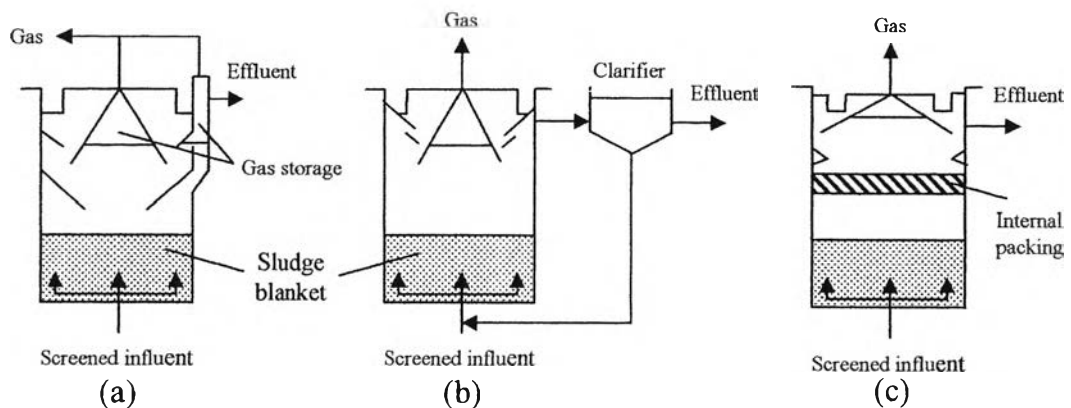 Gas
Effluent
Gas storage
Sludge
blanket
Screened influent
(a)
Gas
Clarifier
Effluent
Screened influent
(b)
Gas
Effluent
Internal
packing
Screened influent
(c)